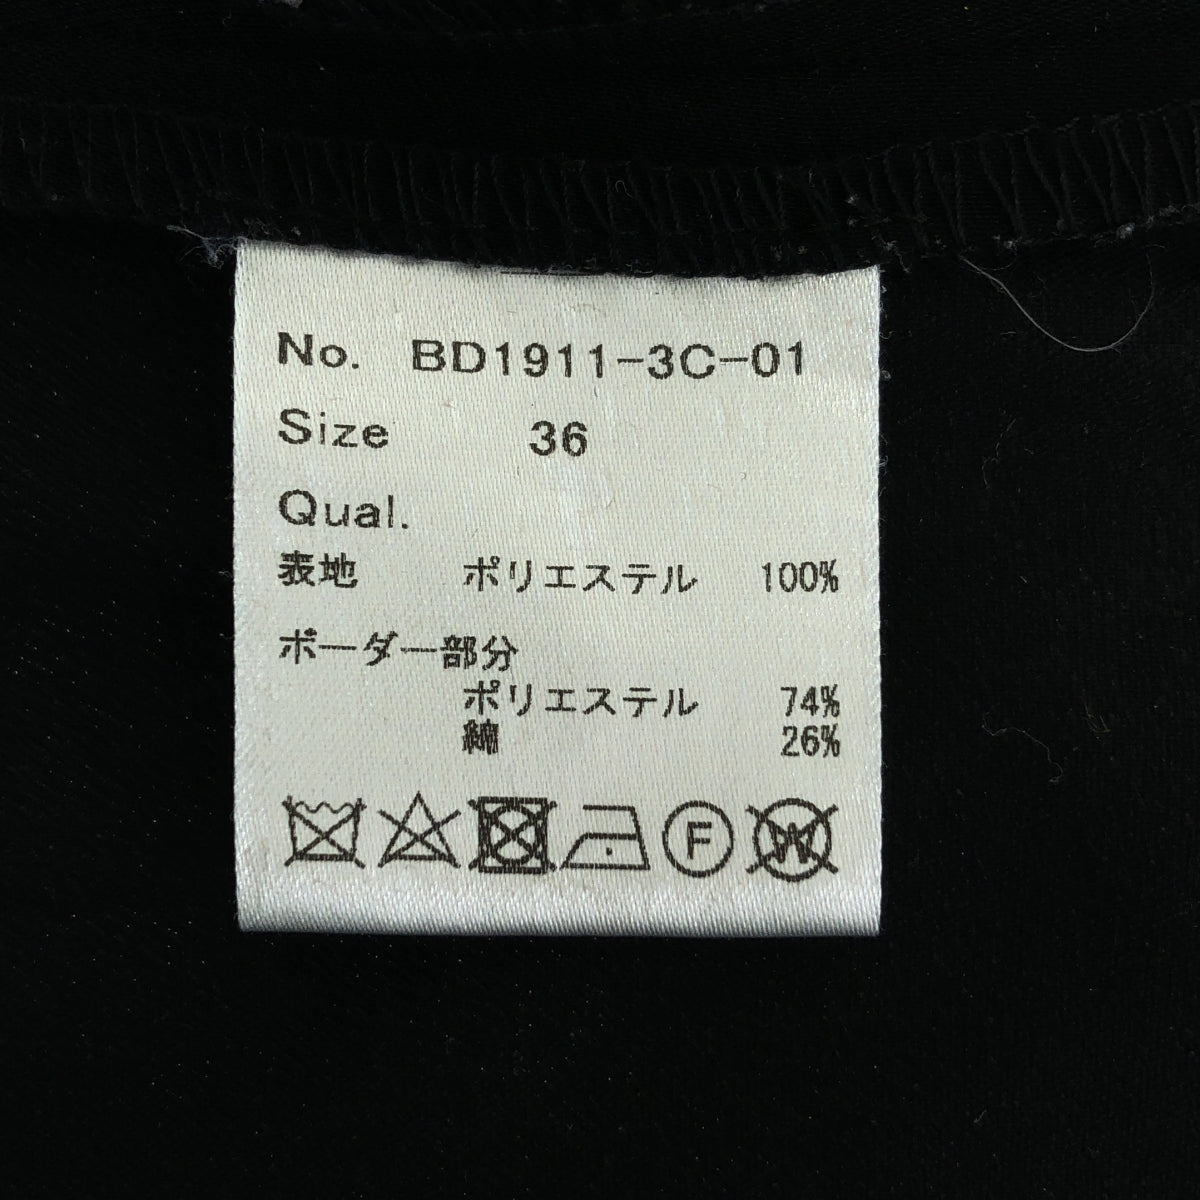 No. BD1911-3C-01
Size 36
Qual.
表地 ポリエステル 100%
ボーダー部分
ポリエステル 74%
綿 26%
F W